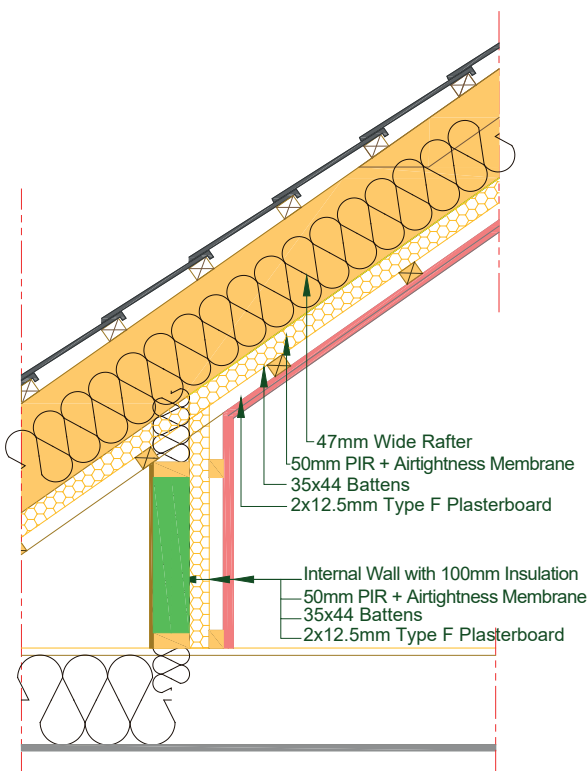 47mm Wide Rafter
50mm PIR + Airtightness Membrane
35x44 Battens
2x12.5mm Type F Plasterboard
Internal Wall with 100mm Insulation
50mm PIR + Airtightness Membrane
35x44 Battens
2x12.5mm Type F Plasterboard